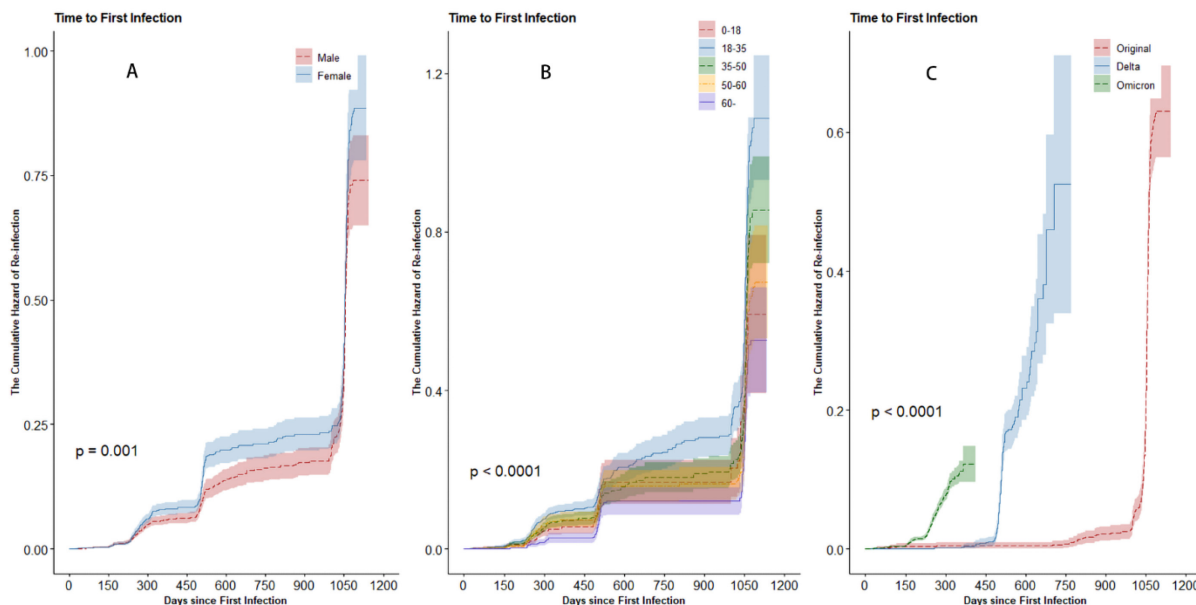 Time to First Infection
A
Male
Female
p = 0.001
The Cumulative Hazard of Re-infection
1.00
0.75
0.50
0.25
0.00
0 150 300 450 600 750 900 1050 1200
Days since First Infection
Time to First Infection
B
0-18
18-35
35-50
50-60
60-
p < 0.0001
The Cumulative Hazard of Re-infection
1.2
0.8
0.4
0.0
0 150 300 450 600 750 900 1050 1200
Days since First Infection
Time to First Infection
C
Original
Delta
Omicron
p < 0.0001
The Cumulative Hazard of Re-infection
0.6
0.4
0.2
0.0
0 150 300 450 600 750 900 1050 1200
Days since First Infection